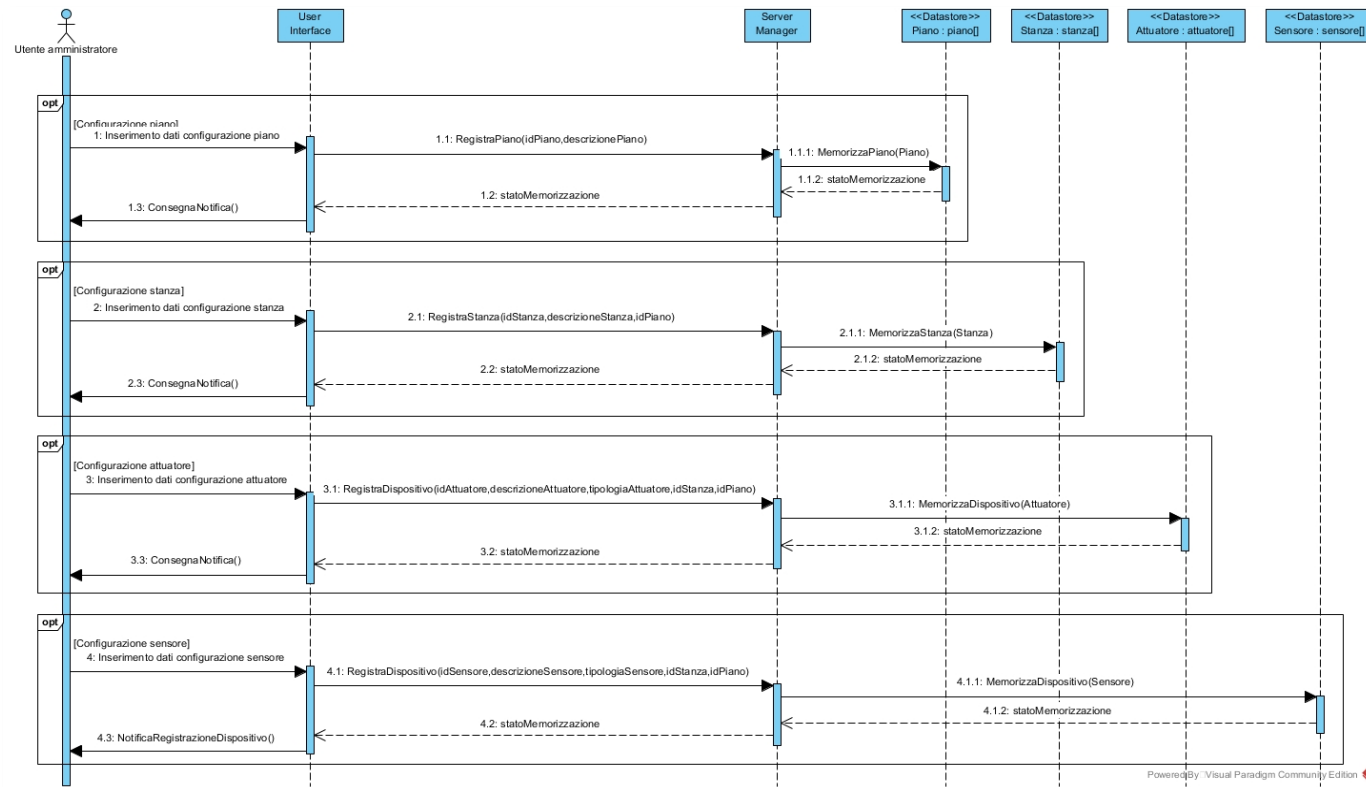 Utente amministratore
User
Interface
Server
Manager
<<Datastore>>
Piano : piano[]
<<Datastore>>
Stanza : stanza[]
<<Datastore>>
Attuatore : attuatore[]
<<Datastore>>
Sensore : sensore[]
opt
[Configurazione piano]
1: Inserimento dati configurazione piano
1.1: RegistraPiano(idPiano,descrizionePiano)
1.1.1: MemorizzaPiano(Piano)
1.1.2: statoMemorizzazione
1.2: statoMemorizzazione
1.3: ConsegnaNotifica()
opt
[Configurazione stanza]
2: Inserimento dati configurazione stanza
2.1: RegistraStanza(idStanza,descrizioneStanza,idPiano)
2.1.1: MemorizzaStanza(Stanza)
2.1.2: statoMemorizzazione
2.2: statoMemorizzazione
2.3: ConsegnaNotifica()
opt
[Configurazione attuatore]
3: Inserimento dati configurazione attuatore
3.1: RegistraDispositivo(idAttuatore,descrizioneAttuatore,tipologiaAttuatore,idStanza,idPiano)
3.1.1: MemorizzaDispositivo(Attuatore)
3.1.2: statoMemorizzazione
3.2: statoMemorizzazione
3.3: ConsegnaNotifica()
opt
[Configurazione sensore]
4: Inserimento dati configurazione sensore
4.1: RegistraDispositivo(idSensore,descrizioneSensore,tipologiaSensore,idStanza,idPiano)
4.1.1: MemorizzaDispositivo(Sensore)
4.1.2: statoMemorizzazione
4.2: statoMemorizzazione
4.3: NotificaRegistrazioneDispositivo()
Powered By Visual Paradigm Community Edition